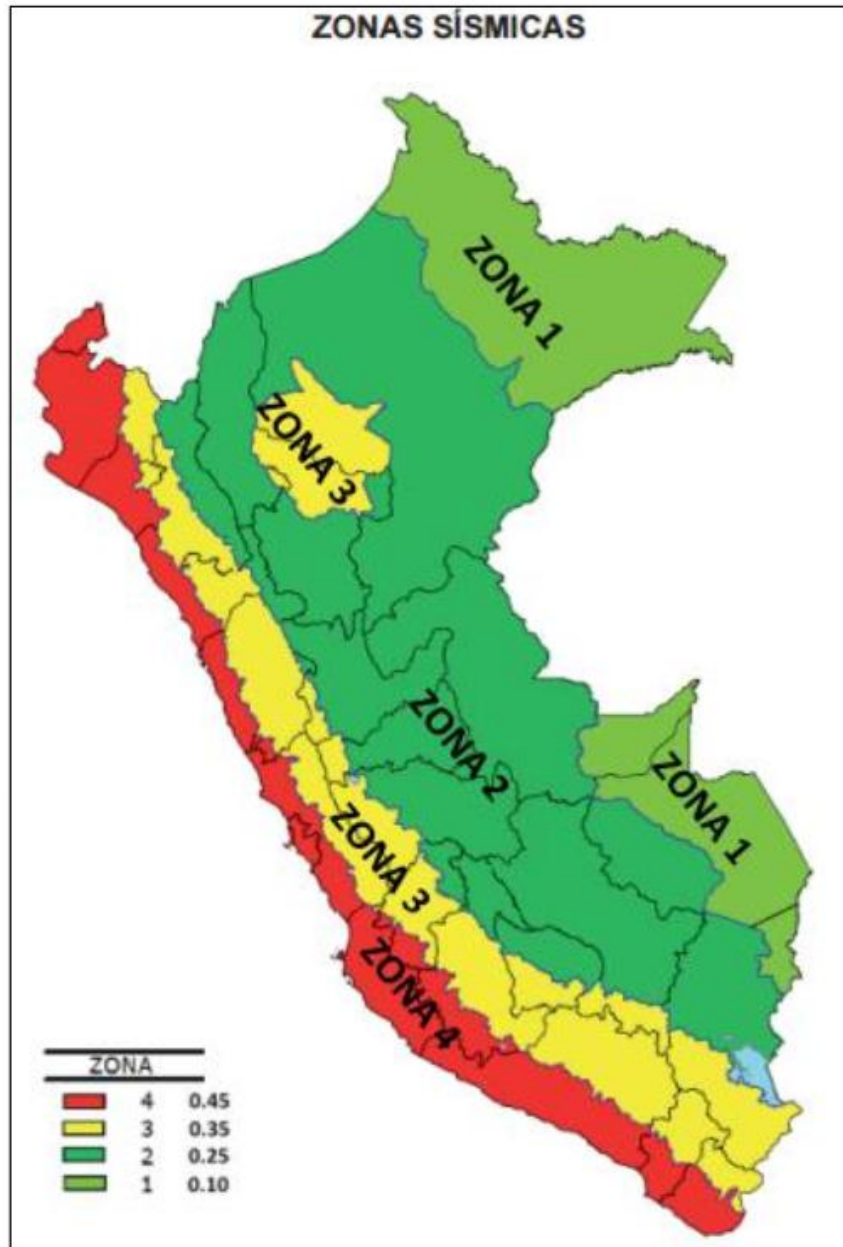 ZONAS SÍSMICAS
ZONA 1
ZONA 3
ZONA 2
ZONA 1
ZONA 3
ZONA 4
ZONA
4 0.45
3 0.35
2 0.25
1 0.10